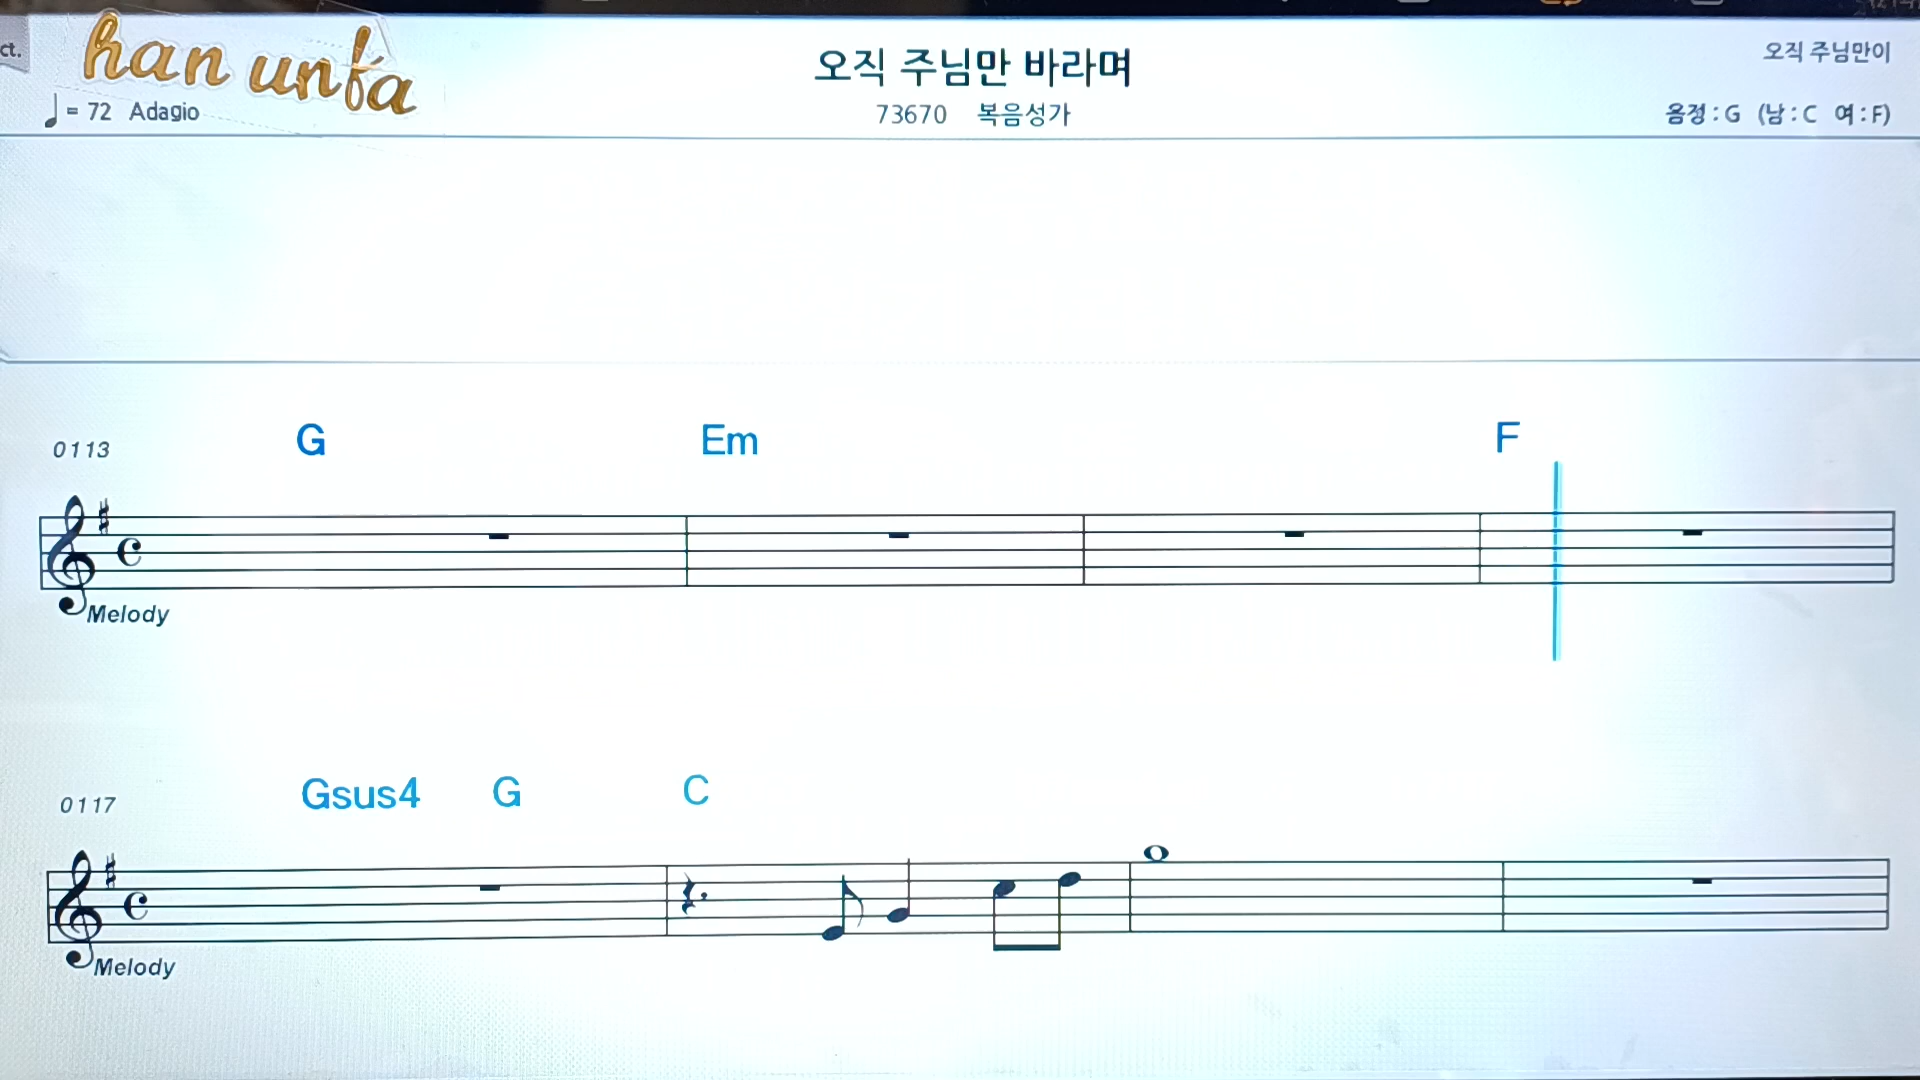 ct.
han unfa
오직 주님만 바라며
오직 주님만이
= 72 Adagio
73670 복음성가
음정 : G (남 : C 여 : F)
0113
G Em F
Melody
0117
Gsus4 G C
Melody